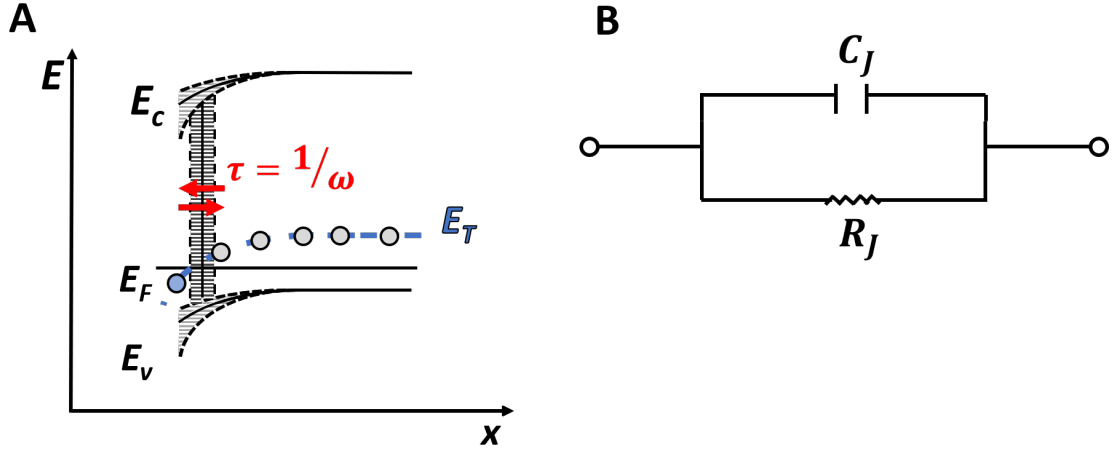 A
E
E_c
τ = 1/ω
E_T
E_F
E_v
x
B
C_J
R_J